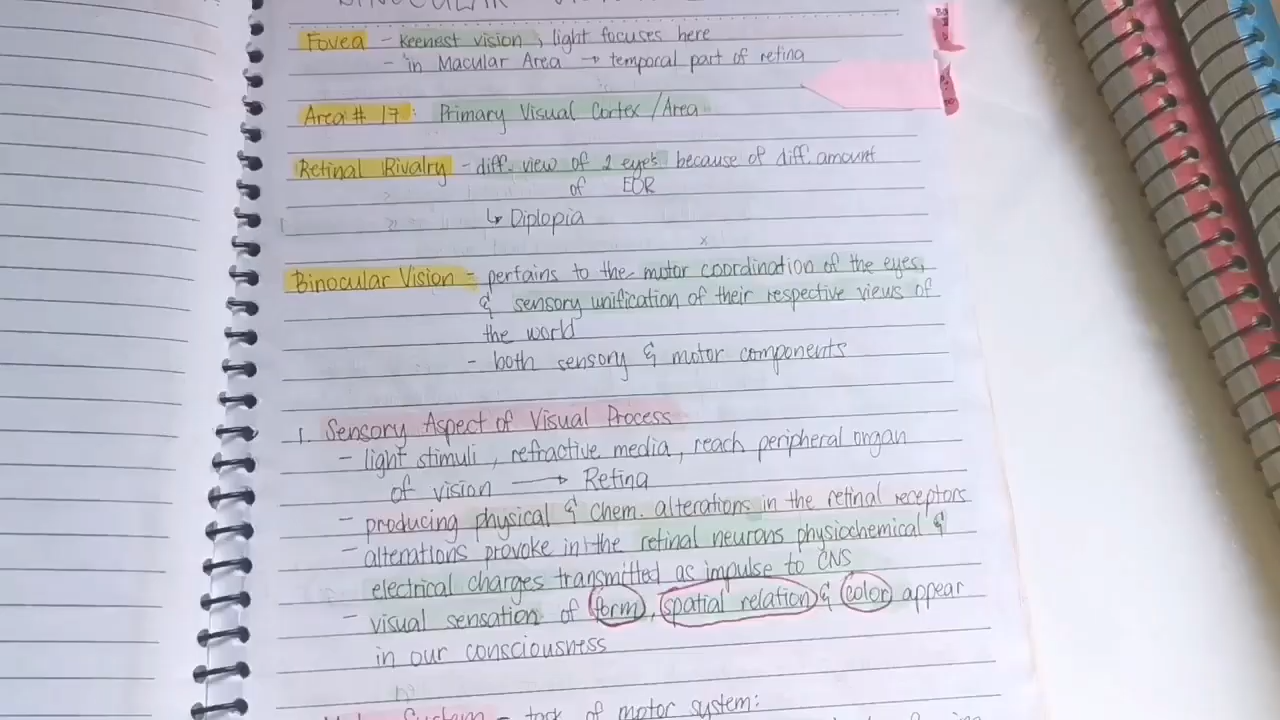 BINOCULAR
Fovea - keenest vision, light focuses here
- in Macular Area → temporal part of retina
Area # 17: Primary Visual Cortex/Area
Retinal Rivalry - diff. view of 2 eyes because of diff. amount
of EOR
↳ Diplopia
x
Binocular Vision - pertains to the motor coordination of the eyes,
& sensory unification of their respective views of
the world
- both sensory & motor components
1. Sensory Aspect of Visual Process
- light stimuli, refractive media, reach peripheral organ
of vision → Retina
- producing physical & chem. alterations in the retinal receptors
- alterations provoke in the retinal neurons physiochemical &
electrical charges transmitted as impulse to CNS
- visual sensation of form, spatial relation & color appear
in our consciousness
System - task of motor system: